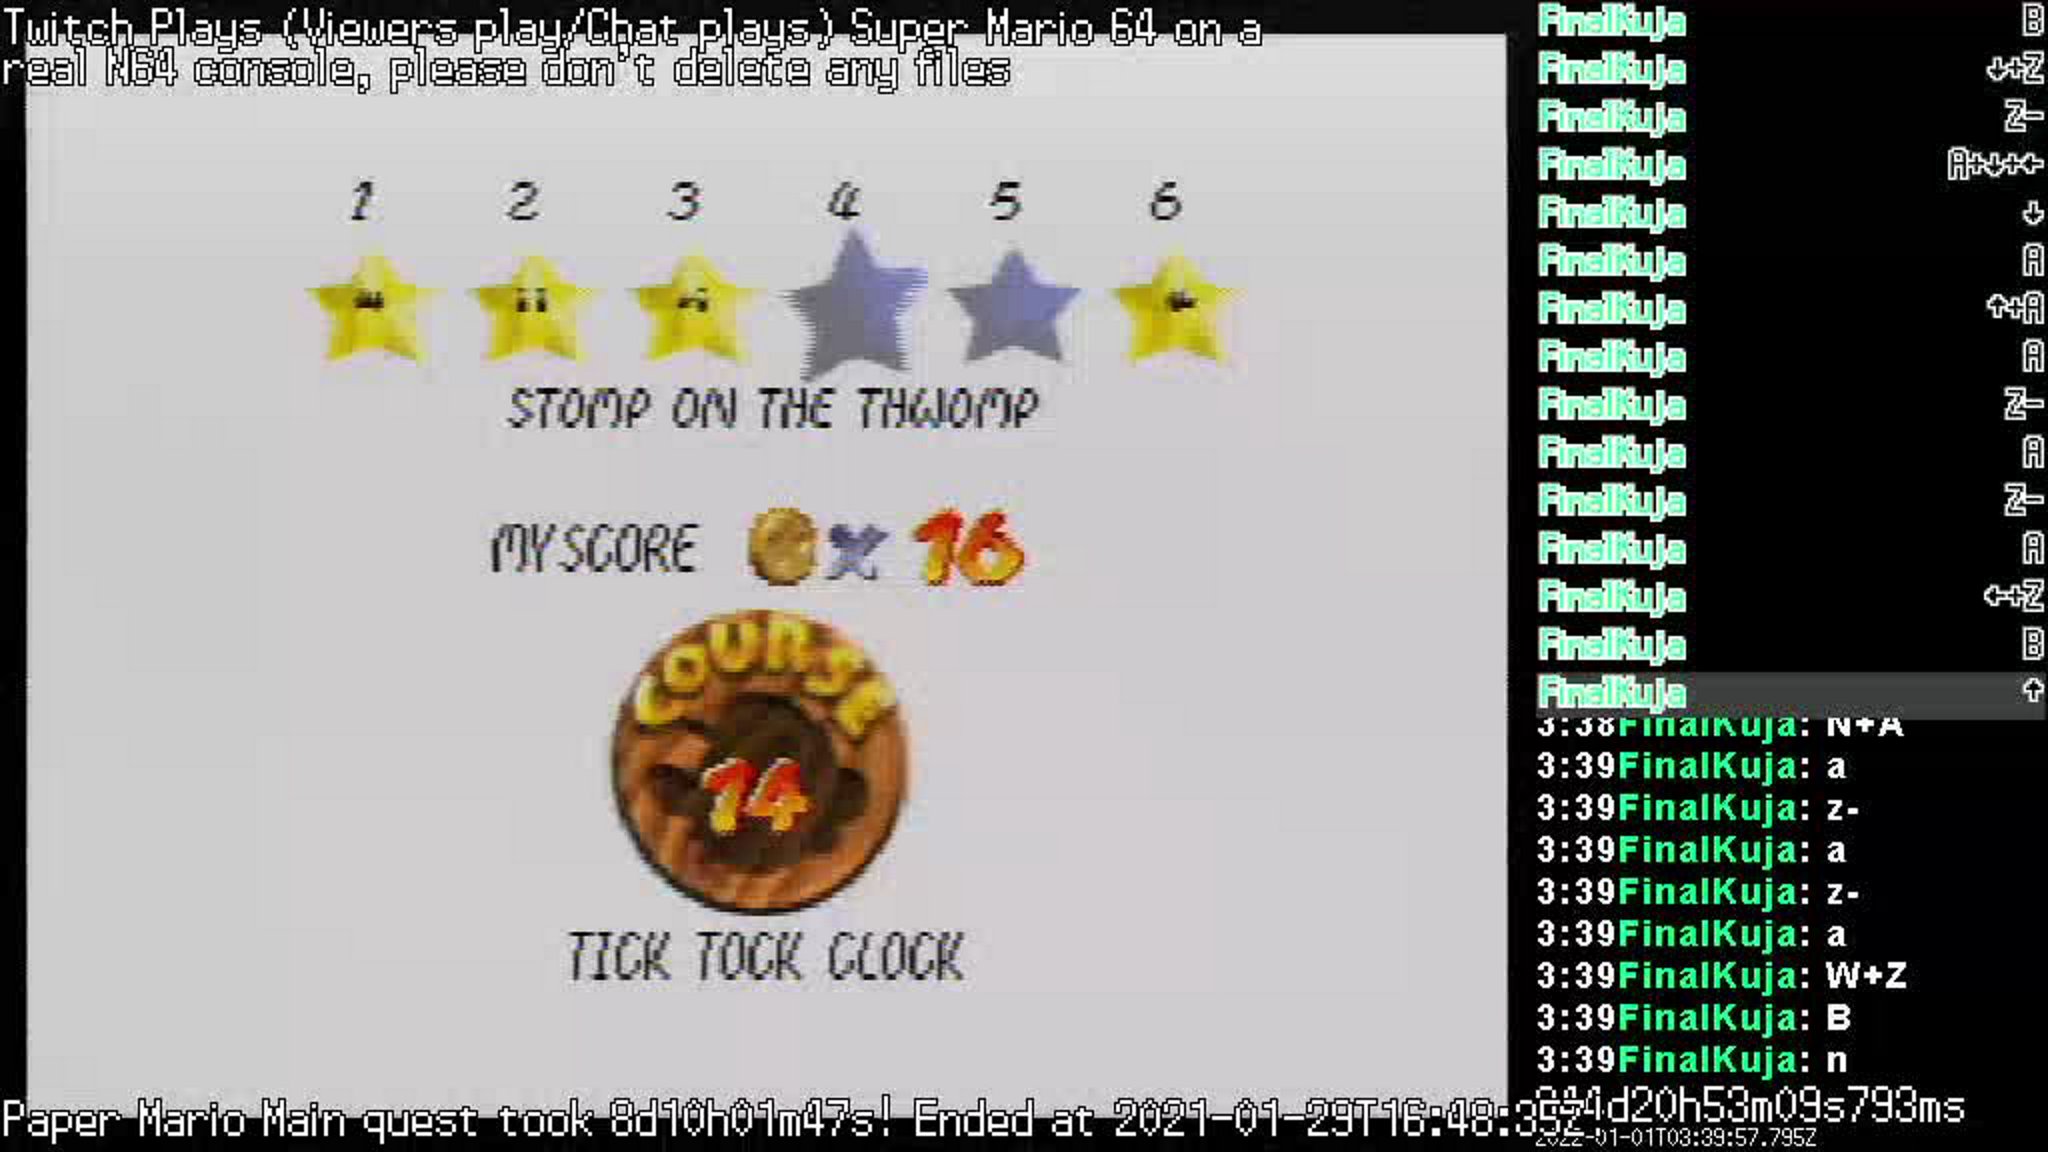 Twitch Plays (Viewers play/Chat plays) Super Mario 64 on a
real N64 console, please don't delete any files
1 2 3 4 5 6
STOMP ON THE THWOMP
MY SCORE × 16
COURSE
14
TICK TOCK CLOCK
Paper Mario Main quest took 8d10h01m47s! Ended at 2021-01-29T16:48:35Z
FinalKuja B
FinalKuja ↓+Z
FinalKuja Z-
FinalKuja A+↓+←
FinalKuja ↓
FinalKuja A
FinalKuja ↑+A
FinalKuja A
FinalKuja Z-
FinalKuja A
FinalKuja Z-
FinalKuja A
FinalKuja ←+Z
FinalKuja B
FinalKuja ↑
3:38FinalKuja: N+A
3:39FinalKuja: a
3:39FinalKuja: z-
3:39FinalKuja: a
3:39FinalKuja: z-
3:39FinalKuja: a
3:39FinalKuja: W+Z
3:39FinalKuja: B
3:39FinalKuja: n
20h53m09s793ms
2022-01-01T03:39:57.795Z